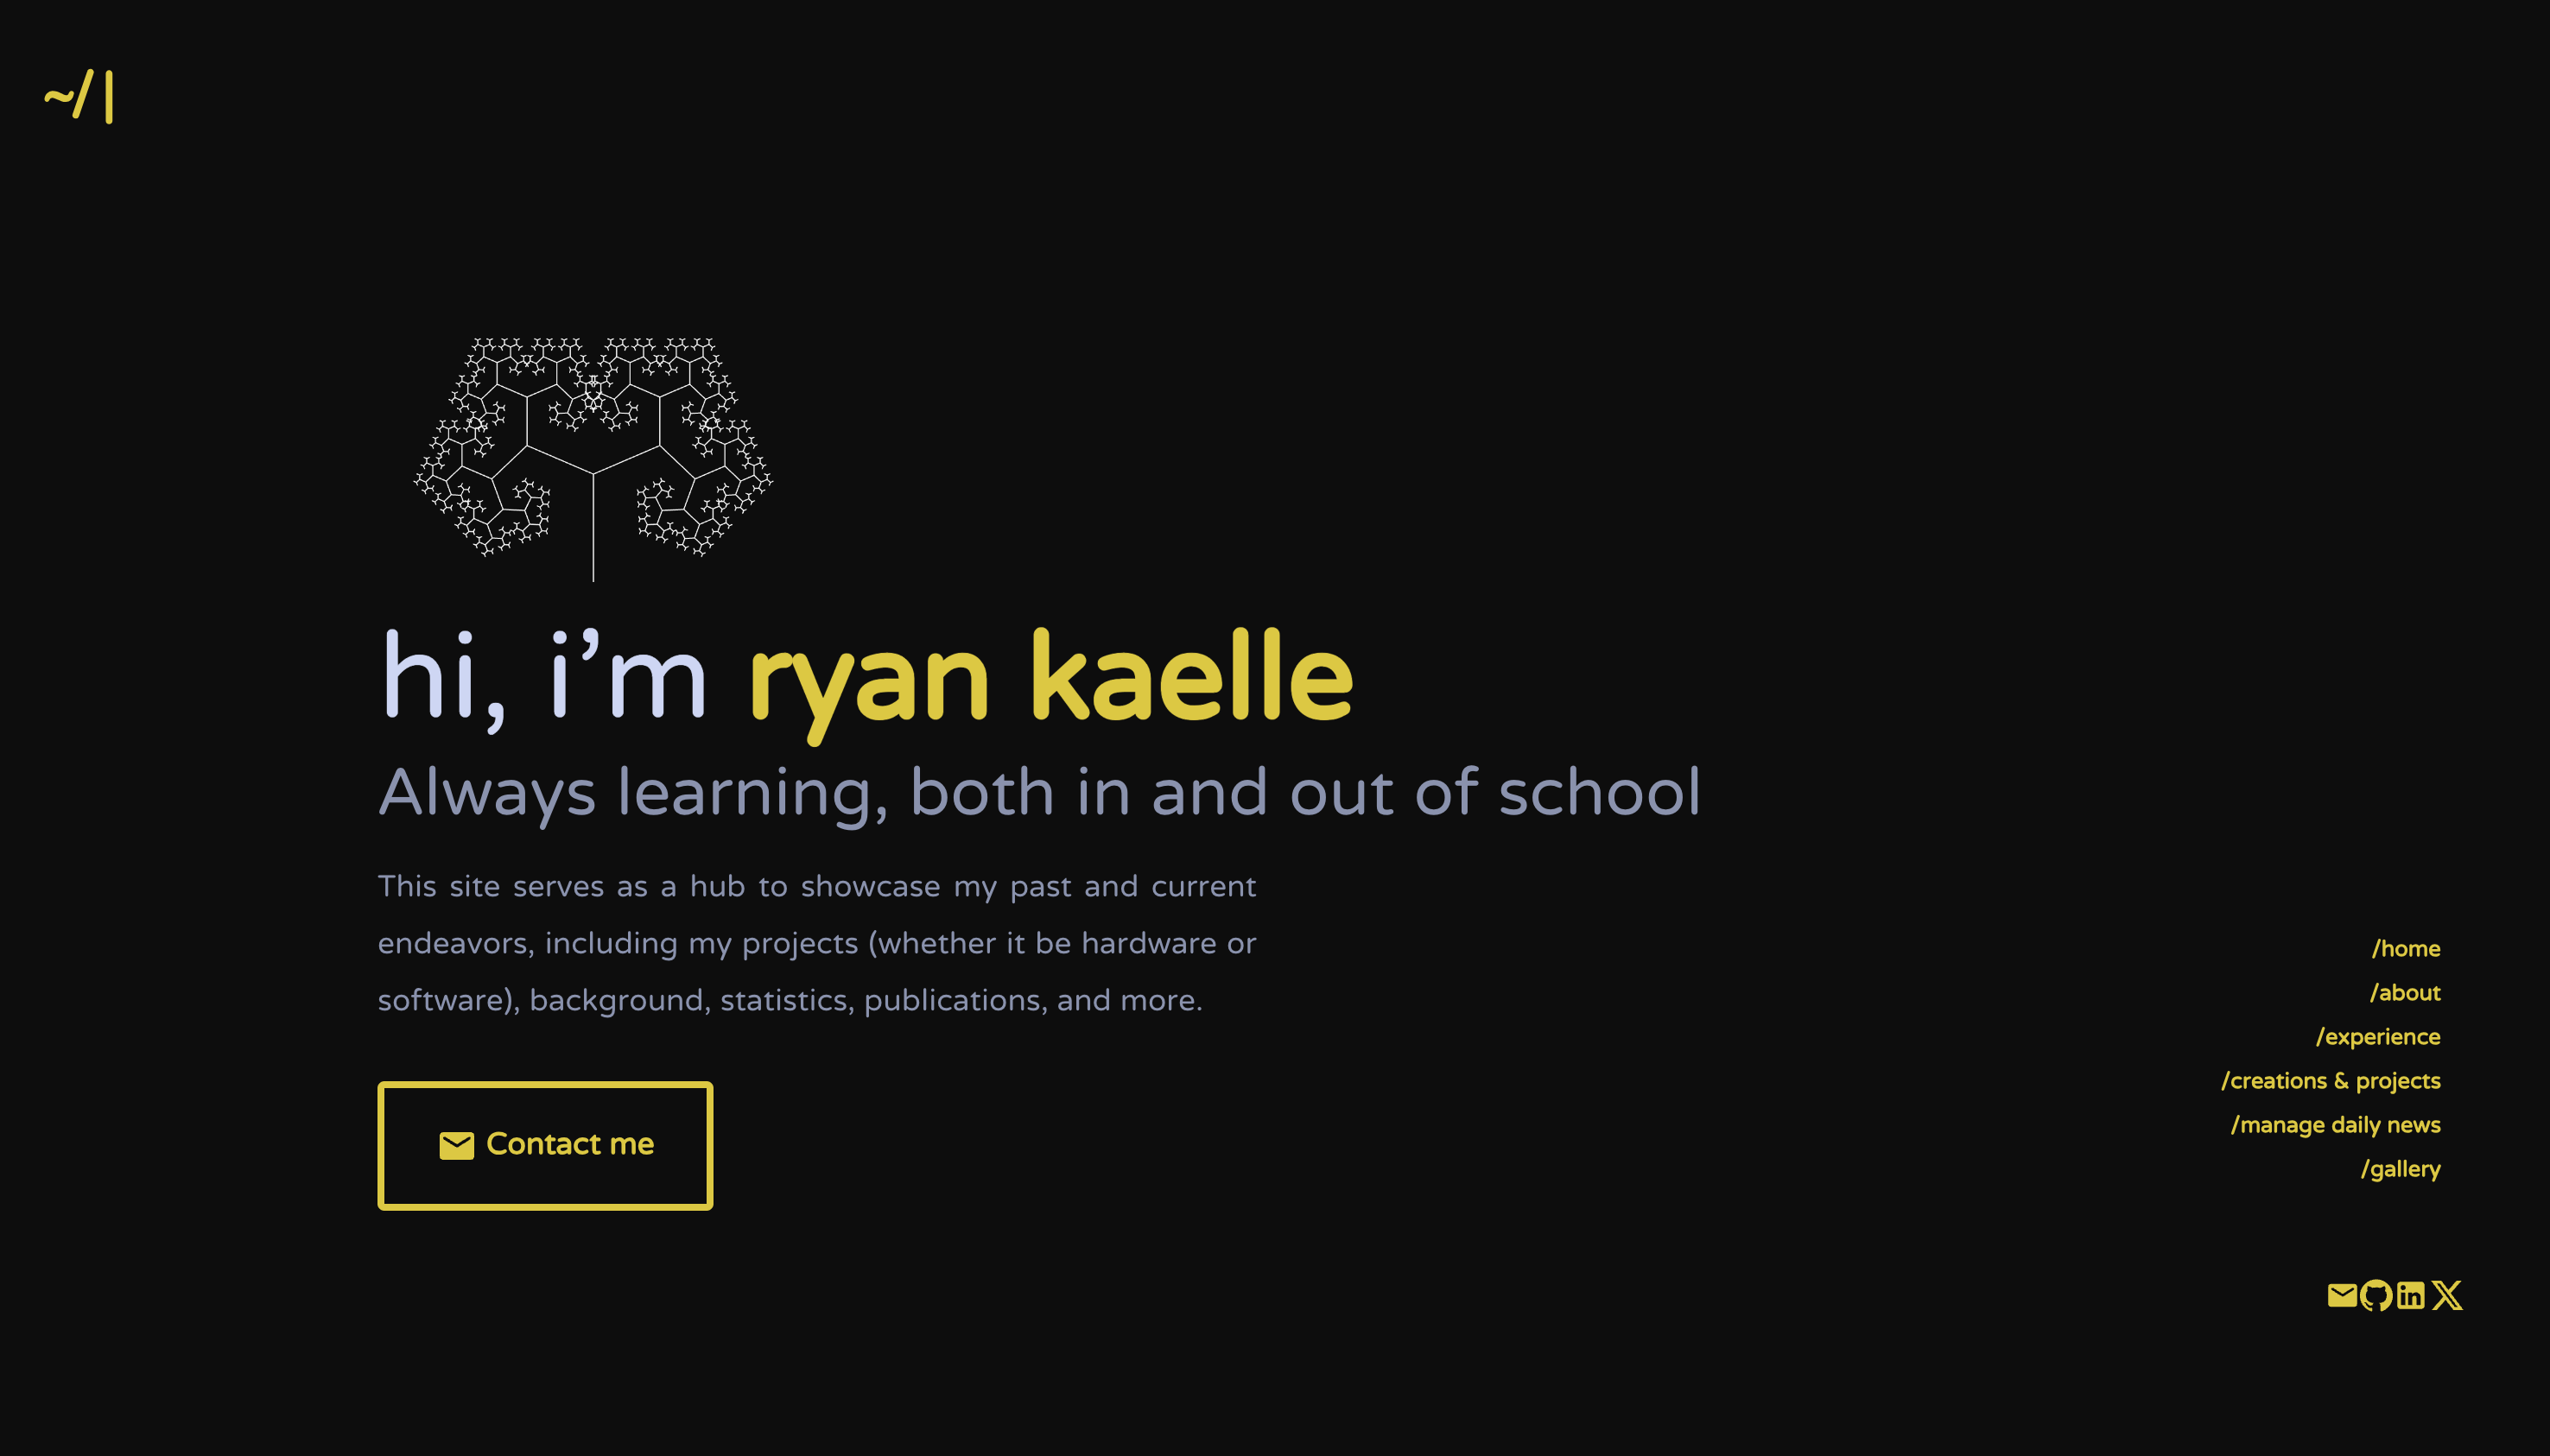 ~/|
hi, i’m ryan kaelle
Always learning, both in and out of school
This site serves as a hub to showcase my past and current
endeavors, including my projects (whether it be hardware or
software), background, statistics, publications, and more.
Contact me
/home
/about
/experience
/creations & projects
/manage daily news
/gallery